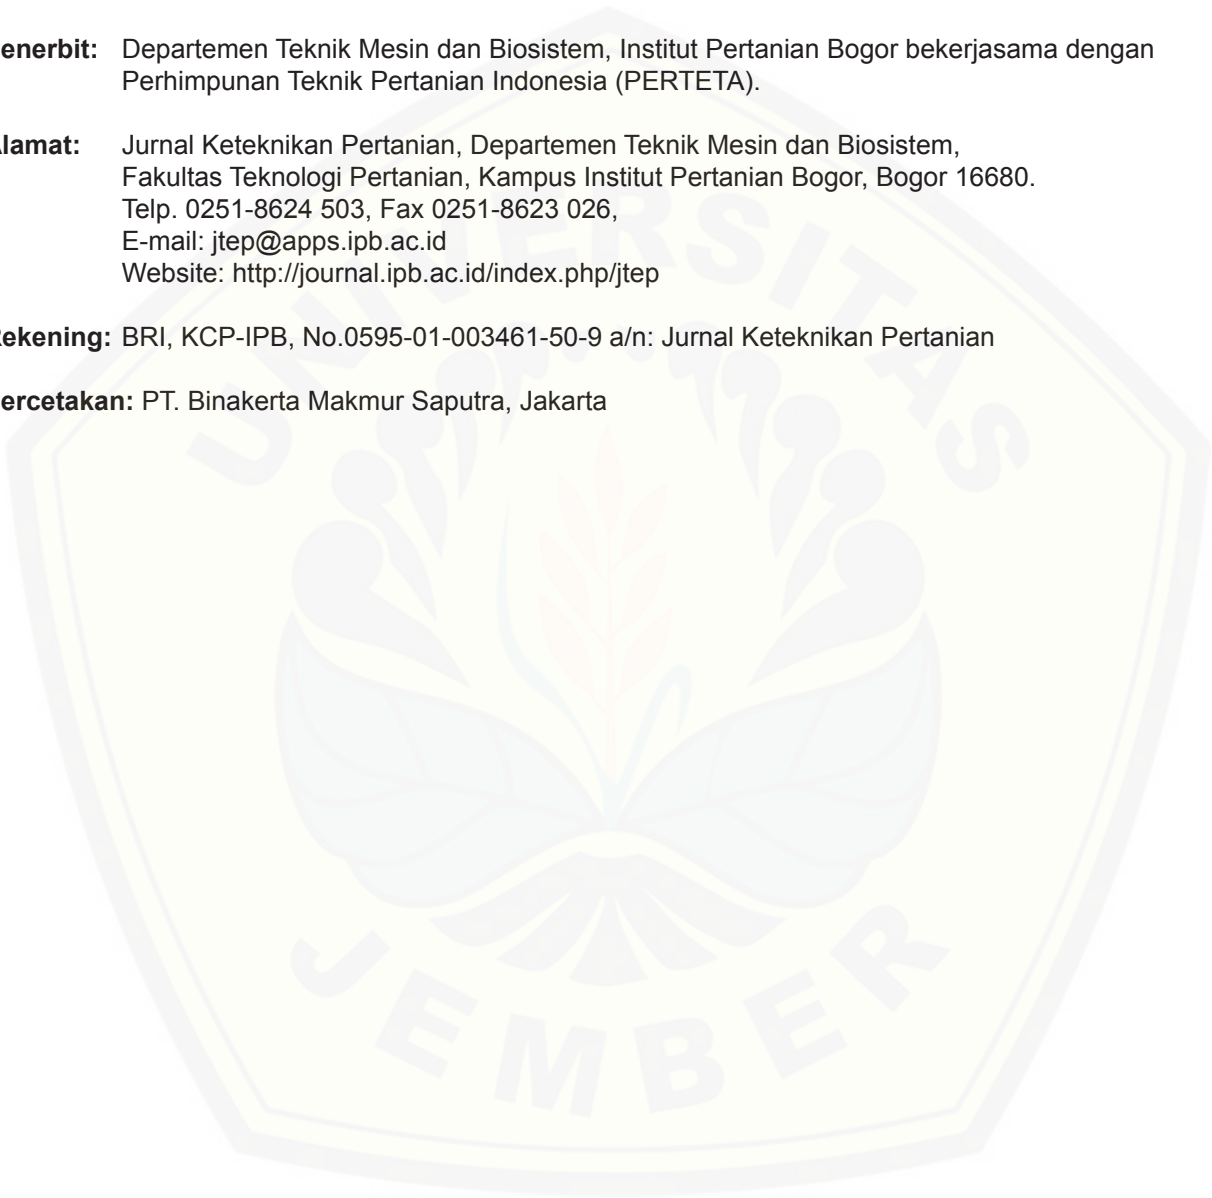 enerbit: Departemen Teknik Mesin dan Biosistem, Institut Pertanian Bogor bekerjasama dengan
Perhimpunan Teknik Pertanian Indonesia (PERTETA).
lamat: Jurnal Keteknikan Pertanian, Departemen Teknik Mesin dan Biosistem,
Fakultas Teknologi Pertanian, Kampus Institut Pertanian Bogor, Bogor 16680.
Telp. 0251-8624 503, Fax 0251-8623 026,
E-mail: jtep@apps.ipb.ac.id
Website: http://journal.ipb.ac.id/index.php/jtep
ekening: BRI, KCP-IPB, No.0595-01-003461-50-9 a/n: Jurnal Keteknikan Pertanian
ercetakan: PT. Binakerta Makmur Saputra, Jakarta
UNIVERSITAS
JEMBER